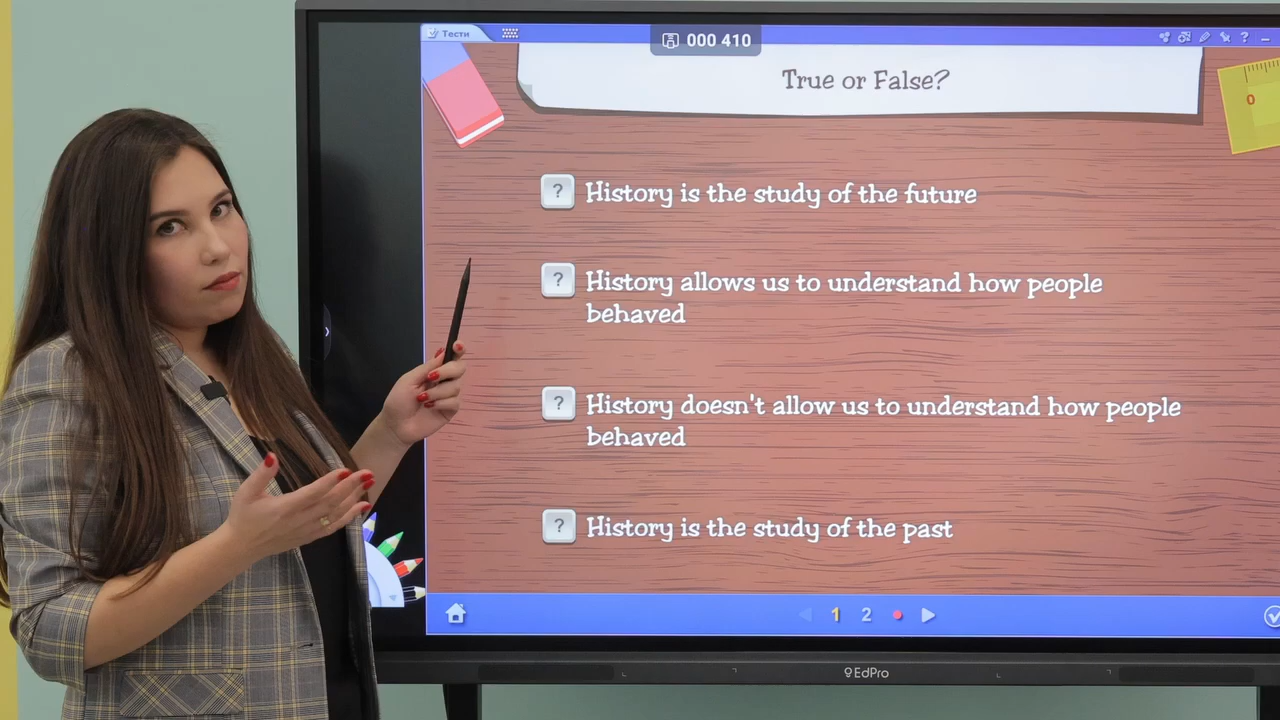 Тести
000 410
True or False?
0
? History is the study of the future
? History allows us to understand how people
behaved
? History doesn't allow us to understand how people
behaved
? History is the study of the past
1 2
EdPro